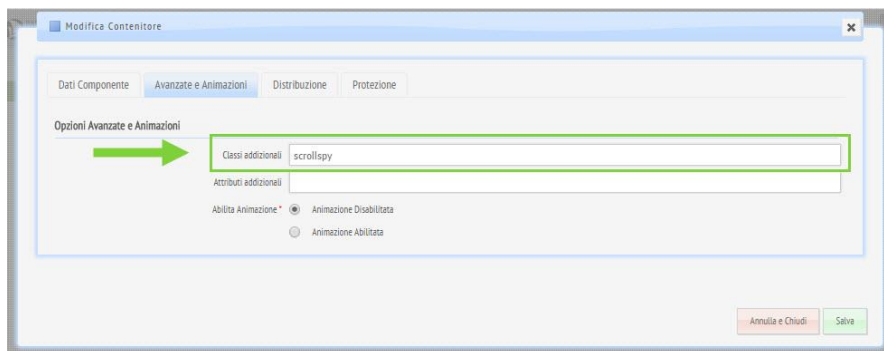 Modifica Contenitore
Dati Componente Avanzate e Animazioni Distribuzione Protezione
Opzioni Avanzate e Animazioni
Classi addizionali scrollspy
Attributi addizionali
Abilita Animazione * Animazione Disabilitata
Animazione Abilitata
Annulla e Chiudi Salva